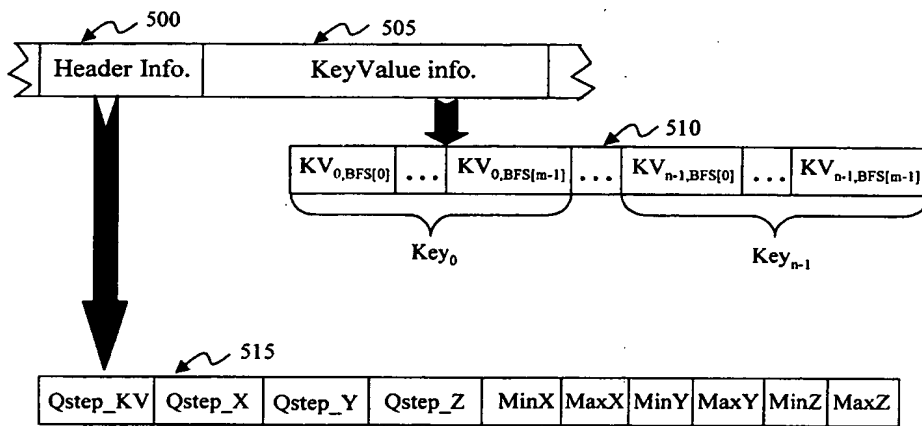 500
505
Header Info.
KeyValue info.
510
KV0,BFS[0] ... KV0,BFS[m-1] ... KVn-1,BFS[0] ... KVn-1,BFS[m-1]
Key0
Keyn-1
515
Qstep_KV Qstep_X Qstep_Y Qstep_Z MinX MaxX MinY MaxY MinZ MaxZ